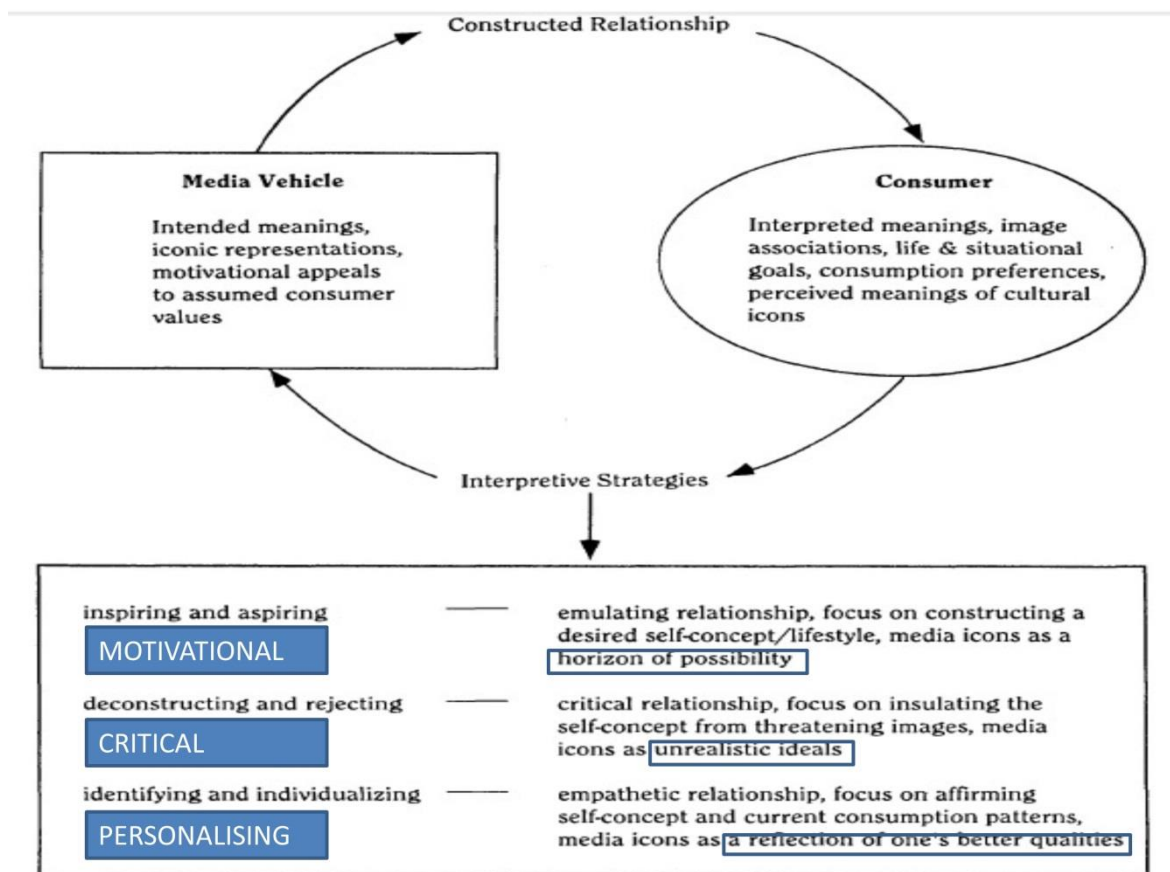 Constructed Relationship
Media Vehicle
Intended meanings,
iconic representations,
motivational appeals
to assumed consumer
values
Consumer
Interpreted meanings, image
associations, life & situational
goals, consumption preferences,
perceived meanings of cultural
icons
Interpretive Strategies
inspiring and aspiring
MOTIVATIONAL
emulating relationship, focus on constructing a
desired self-concept/lifestyle, media icons as a
horizon of possibility
deconstructing and rejecting
CRITICAL
critical relationship, focus on insulating the
self-concept from threatening images, media
icons as unrealistic ideals
identifying and individualizing
PERSONALISING
empathetic relationship, focus on affirming
self-concept and current consumption patterns,
media icons as a reflection of one's better qualities